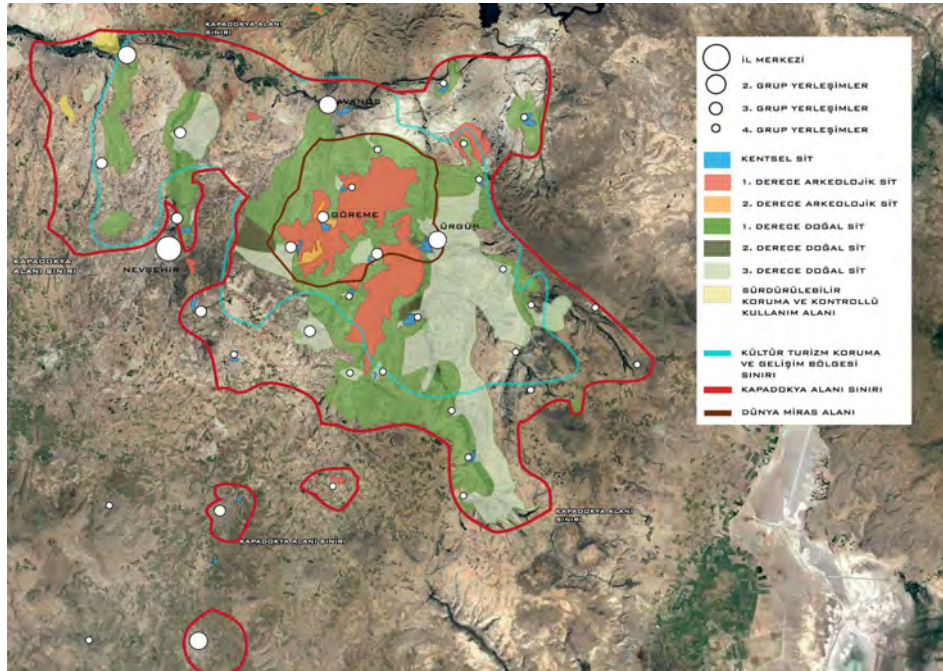 KAPADOKYA ALANI
SINIRI
AVANOS
GÖREME
ÜRGÜP
NEVŞEHİR
KAPADOKYA
ALANI SINIRI
KAPADOKYA ALANI
SINIRI
KAPADOKYA ALANI SINIRI
İL MERKEZİ
2. GRUP YERLEŞİMLER
3. GRUP YERLEŞİMLER
4. GRUP YERLEŞİMLER
KENTSEL SİT
1. DERECE ARKEOLOJİK SİT
2. DERECE ARKEOLOJİK SİT
1. DERECE DOĞAL SİT
2. DERECE DOĞAL SİT
3. DERECE DOĞAL SİT
SÜRDÜRÜLEBİLİR
KORUMA VE KONTROLLÜ
KULLANIM ALANI
KÜLTÜR TURİZM KORUMA
VE GELİŞİM BÖLGESİ
SINIRI
KAPADOKYA ALANI SINIRI
DÜNYA MİRAS ALANI